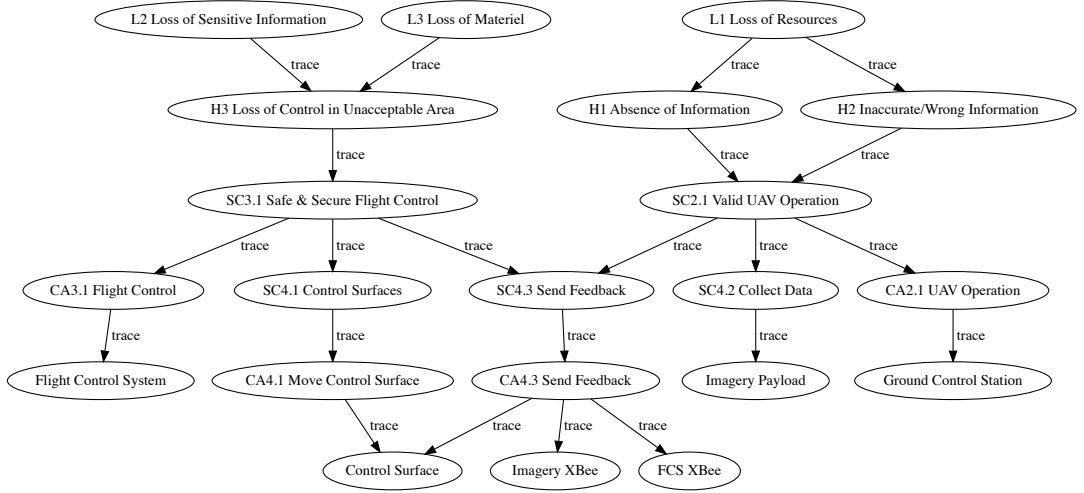 L2 Loss of Sensitive Information
L3 Loss of Materiel
L1 Loss of Resources
trace
trace
trace
trace
H3 Loss of Control in Unacceptable Area
H1 Absence of Information
H2 Inaccurate/Wrong Information
trace
trace
trace
SC3.1 Safe & Secure Flight Control
SC2.1 Valid UAV Operation
trace
trace
trace
trace
trace
trace
CA3.1 Flight Control
SC4.1 Control Surfaces
SC4.3 Send Feedback
SC4.2 Collect Data
CA2.1 UAV Operation
trace
trace
trace
trace
trace
Flight Control System
CA4.1 Move Control Surface
CA4.3 Send Feedback
Imagery Payload
Ground Control Station
trace
trace
trace
trace
Control Surface
Imagery XBee
FCS XBee